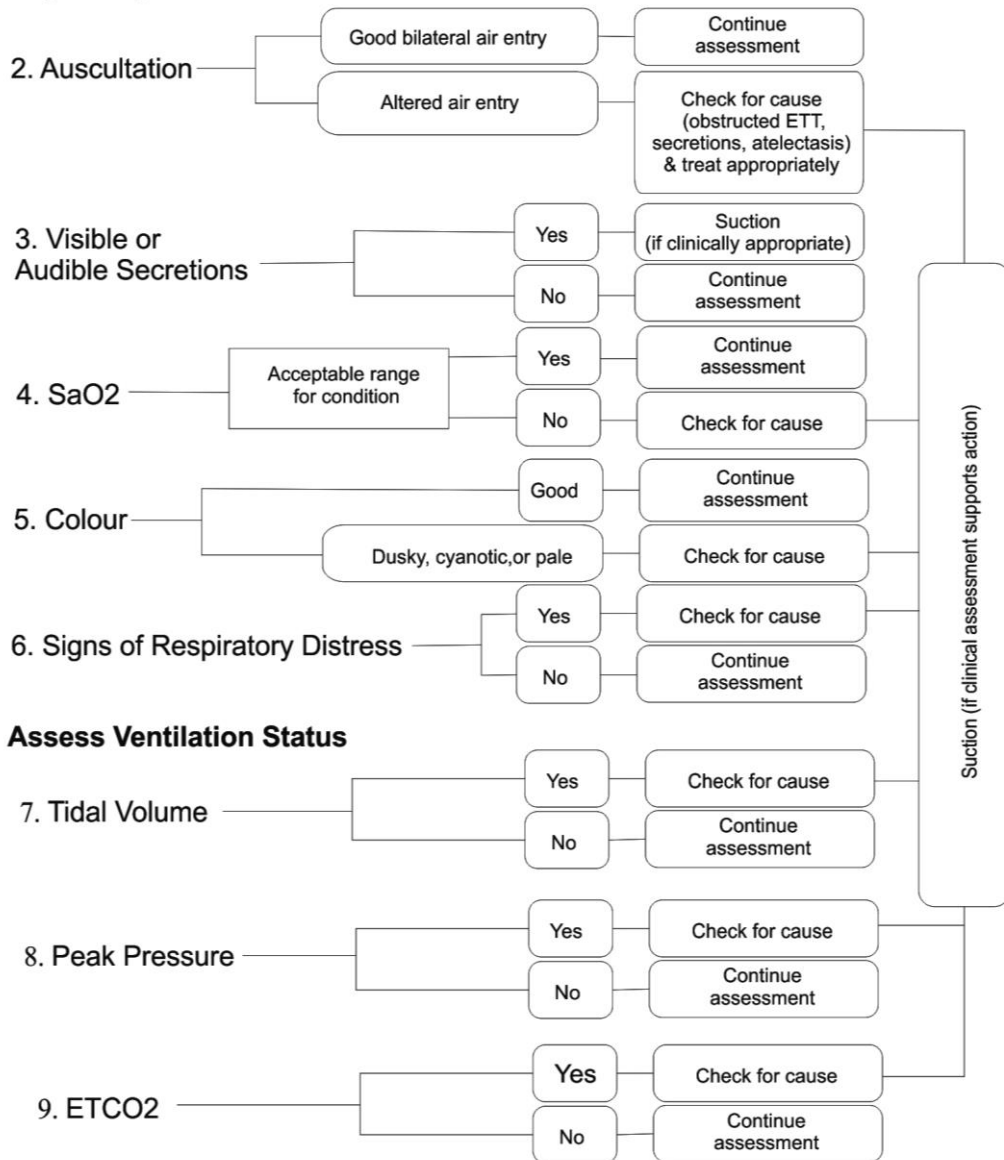 2. Auscultation
Good bilateral air entry
Continue
assessment
Altered air entry
Check for cause
(obstructed ETT,
secretions, atelectasis)
& treat appropriately
3. Visible or
Audible Secretions
Yes
Suction
(if clinically appropriate)
No
Continue
assessment
4. SaO2
Acceptable range
for condition
Yes
Continue
assessment
No
Check for cause
5. Colour
Good
Continue
assessment
Dusky, cyanotic,or pale
Check for cause
6. Signs of Respiratory Distress
Yes
Check for cause
No
Continue
assessment
Assess Ventilation Status
7. Tidal Volume
Yes
Check for cause
No
Continue
assessment
8. Peak Pressure
Yes
Check for cause
No
Continue
assessment
9. ETCO2
Yes
Check for cause
No
Continue
assessment
Suction (if clinical assessment supports action)